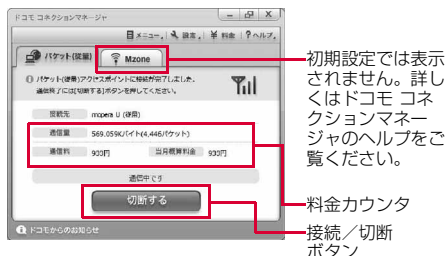 ドコモ コネクションマネージャ
メニュー 設定 ¥ 料金 ? ヘルプ
パケット(従量) Mzone
パケット(従量)アクセスポイントに接続が完了しました。
通信終了には[切断する]ボタンを押してください。
接続先 mopera U (従量)
通信量 569.059Kバイト(4,446パケット)
通信料 900円 当月概算料金 900円
通信中です
切断する
ドコモからのお知らせ
初期設定では表示
されません。詳し
くはドコモ コネ
クションマネー
ジャのヘルプをご
覧ください。
料金カウンタ
接続／切断
ボタン